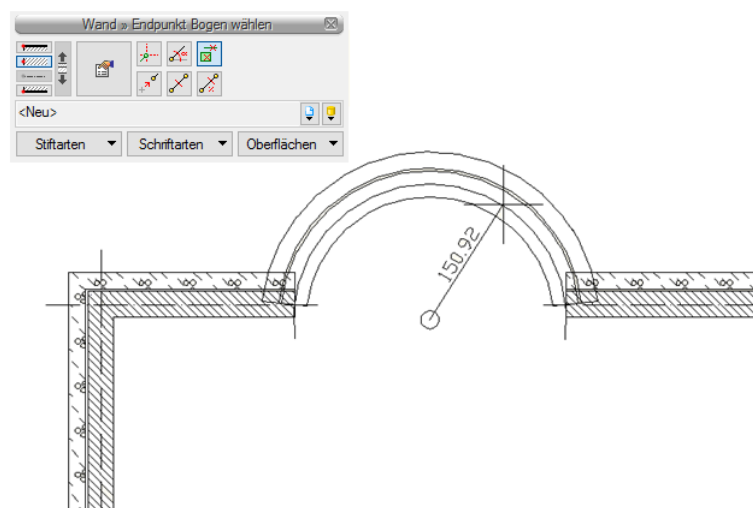 Wand » Endpunkt Bogen wählen
<Neu>
Stiftarten Schriftarten Oberflächen
150.92